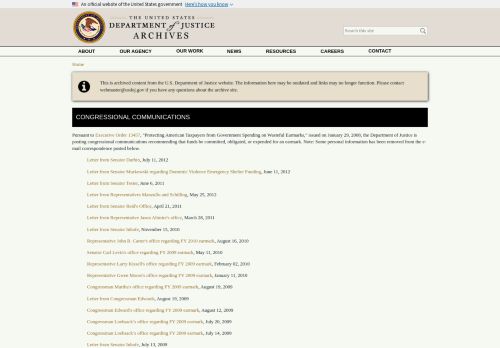 An official website of the United States government Here's how you know
THE UNITED STATES
DEPARTMENT of JUSTICE
ARCHIVES
Search this site
ABOUT OUR AGENCY OUR WORK NEWS RESOURCES CAREERS CONTACT
Home
This is archived content from the U.S. Department of Justice website. The information here may be outdated and links may no longer function. Please contact
webmaster@usdoj.gov if you have any questions about the archive site.
CONGRESSIONAL COMMUNICATIONS
Pursuant to Executive Order 13457, "Protecting American Taxpayers from Government Spending on Wasteful Earmarks," issued on January 29, 2008, the Department of Justice is
posting congressional communications recommending that funds be committed, obligated, or expended for an earmark. Note: Some personal information has been removed from the e-
mail correspondence posted below.
Letter from Senator Durbin, July 11, 2012
Letter from Senator Murkowski regarding Domestic Violence Emergency Shelter Funding, June 11, 2012
Letter from Senator Tester, June 6, 2011
Letter from Representatives Manzullo and Schilling, May 25, 2012
Letter from Senator Reid's Office, April 21, 2011
Letter from Representative Jason Altmire's office, March 28, 2011
Letter from Senator Inhofe, November 15, 2010
Representative John R. Carter's office regarding FY 2010 earmark, August 16, 2010
Senator Carl Levin's office regarding FY 2009 earmark, May 11, 2010
Representative Larry Kissell's office regarding FY 2009 earmark, February 02, 2010
Representative Gwen Moore's office regarding FY 2009 earmark, January 11, 2010
Congressman Matthis office regarding FY 2009 earmark, August 19, 2009
Letter from Congressman Edwards, August 19, 2009
Congressman Edward's office regarding FY 2009 earmark, August 12, 2009
Congressman Loebsack's office regarding FY 2009 earmark, July 20, 2009
Congressman Loebsack's office regarding FY 2009 earmark, July 14, 2009
Letter from Senator Inhofe, July 13, 2009